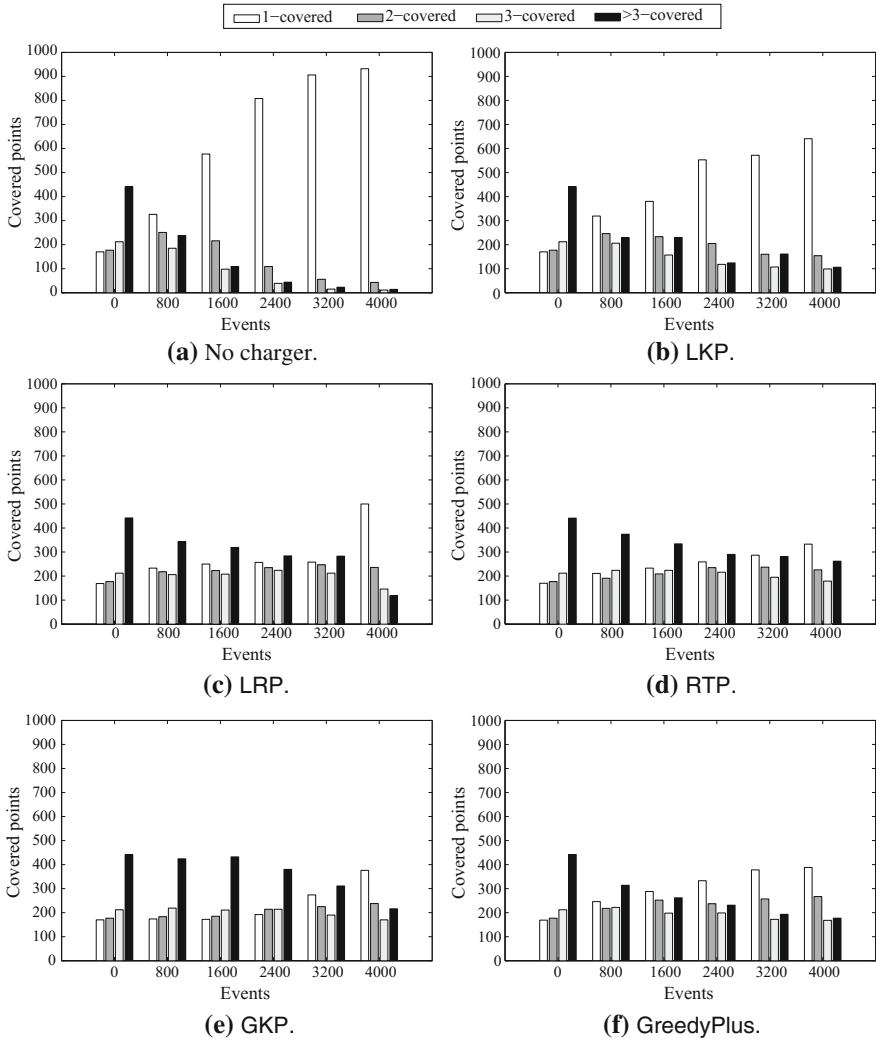 1−covered 2−covered 3−covered >3−covered
1000
900
800
700
600
500
400
300
200
100
0
Covered points
0 800 1600 2400 3200 4000
Events
(a) No charger.
1000
900
800
700
600
500
400
300
200
100
0
Covered points
0 800 1600 2400 3200 4000
Events
(b) LKP.
1000
900
800
700
600
500
400
300
200
100
0
Covered points
0 800 1600 2400 3200 4000
Events
(c) LRP.
1000
900
800
700
600
500
400
300
200
100
0
Covered points
0 800 1600 2400 3200 4000
Events
(d) RTP.
1000
900
800
700
600
500
400
300
200
100
0
Covered points
0 800 1600 2400 3200 4000
Events
(e) GKP.
1000
900
800
700
600
500
400
300
200
100
0
Covered points
0 800 1600 2400 3200 4000
Events
(f) GreedyPlus.